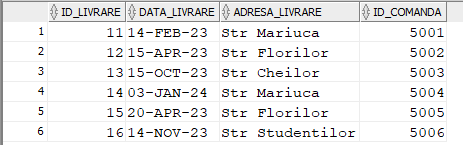 ID_LIVRARE DATA_LIVRARE ADRESA_LIVRARE ID_COMANDA
1 11 14-FEB-23 Str Mariuca 5001
2 12 15-APR-23 Str Florilor 5002
3 13 15-OCT-23 Str Cheilor 5003
4 14 03-JAN-24 Str Mariuca 5004
5 15 20-APR-23 Str Florilor 5005
6 16 14-NOV-23 Str Studentilor 5006